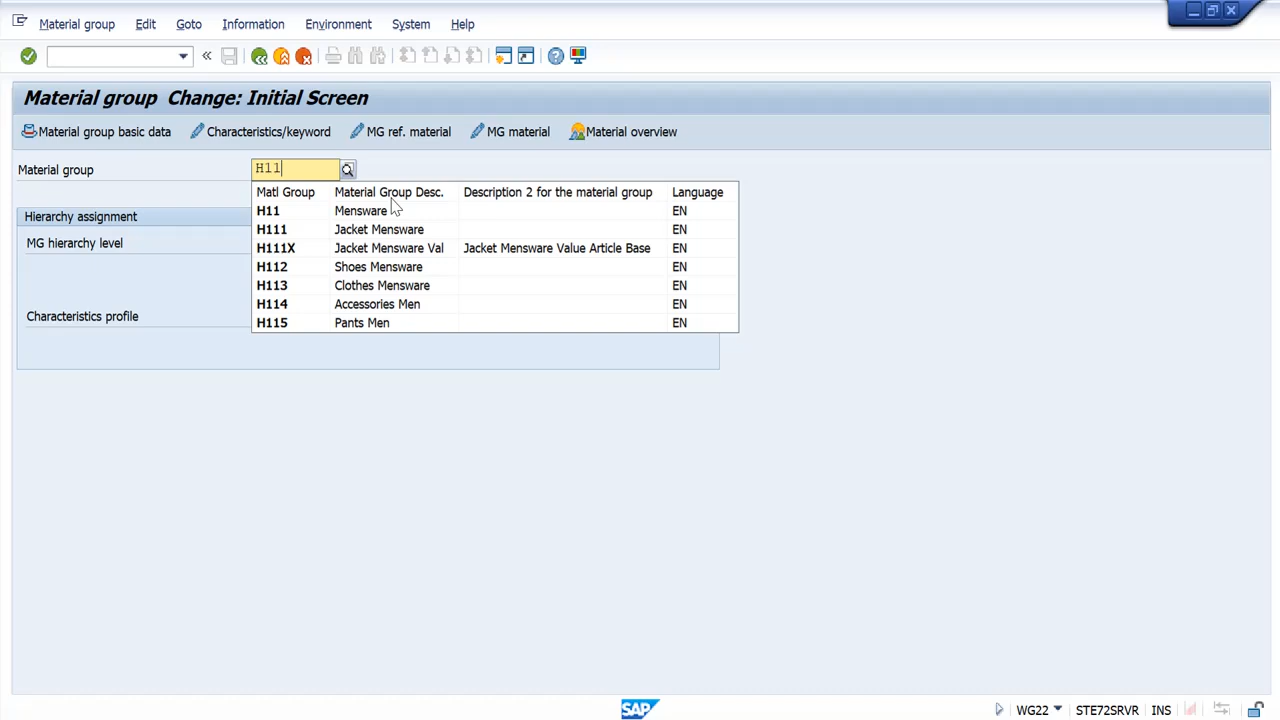 Material group Edit Goto Information Environment System Help
Material group Change: Initial Screen
Material group basic data Characteristics/keyword MG ref. material MG material Material overview
Material group H11
Matl Group Material Group Desc. Description 2 for the material group Language
H11 Mensware EN
Hierarchy assignment
H111 Jacket Mensware EN
MG hierarchy level
H111X Jacket Mensware Val Jacket Mensware Value Article Base EN
H112 Shoes Mensware EN
H113 Clothes Mensware EN
H114 Accessories Men EN
Characteristics profile
H115 Pants Men EN
SAP WG22 STE72SRVR INS